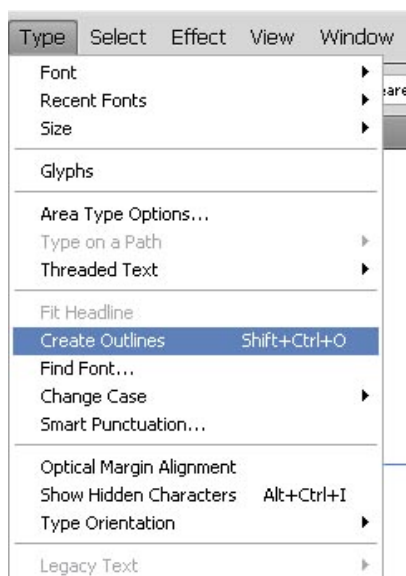 Type Select Effect View Window
Font
Recent Fonts
Size
Glyphs
Area Type Options...
Type on a Path
Threaded Text
Fit Headline
Create Outlines Shift+Ctrl+O
Find Font...
Change Case
Smart Punctuation...
Optical Margin Alignment
Show Hidden Characters Alt+Ctrl+I
Type Orientation
Legacy Text